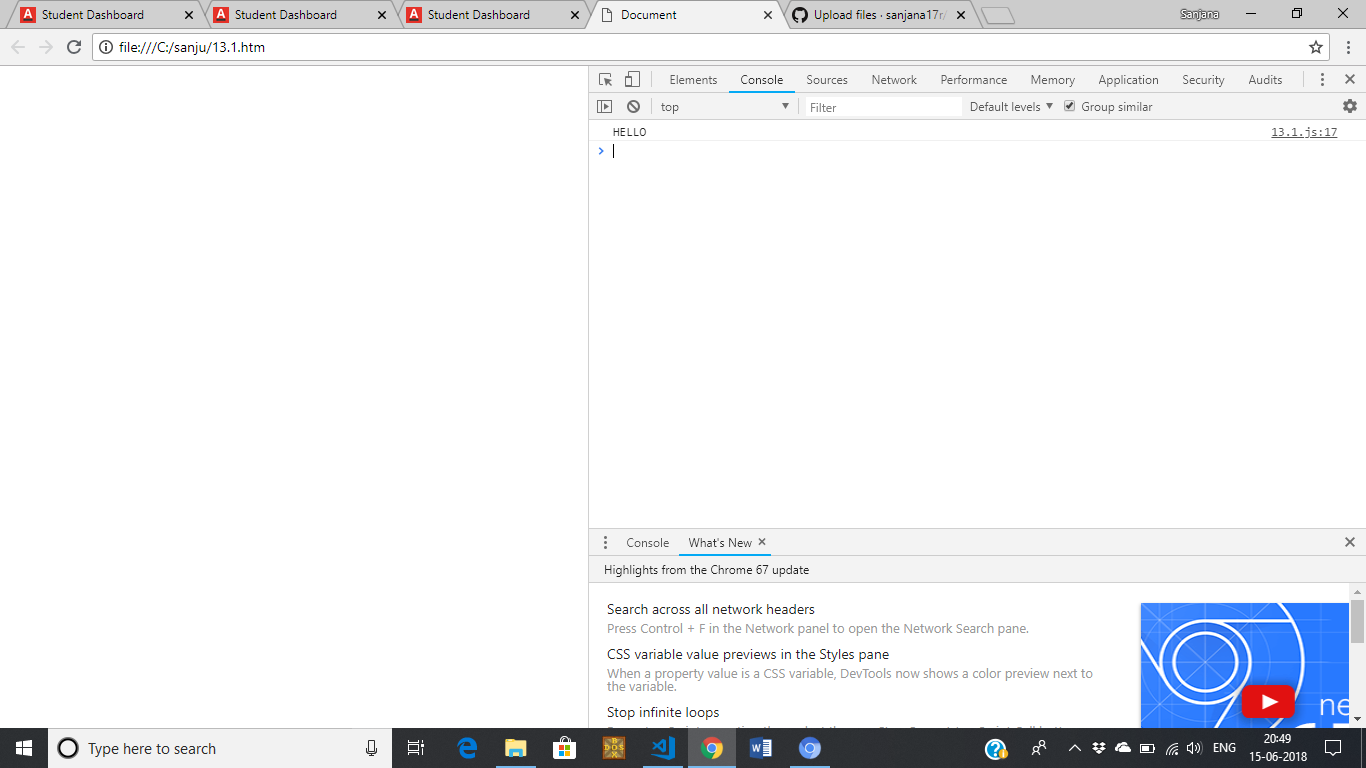 Student Dashboard
Student Dashboard
Student Dashboard
Document
Upload files · sanjana17r/
Sanjana
file:///C:/sanju/13.1.htm
Elements Console Sources Network Performance Memory Application Security Audits
top Filter Default levels Group similar
HELLO 13.1.js:17
Console What's New
Highlights from the Chrome 67 update
Search across all network headers
Press Control + F in the Network panel to open the Network Search pane.
CSS variable value previews in the Styles pane
When a property value is a CSS variable, DevTools now shows a color preview next to
the variable.
Stop infinite loops
ne
Type here to search
ENG
20:49
15-06-2018